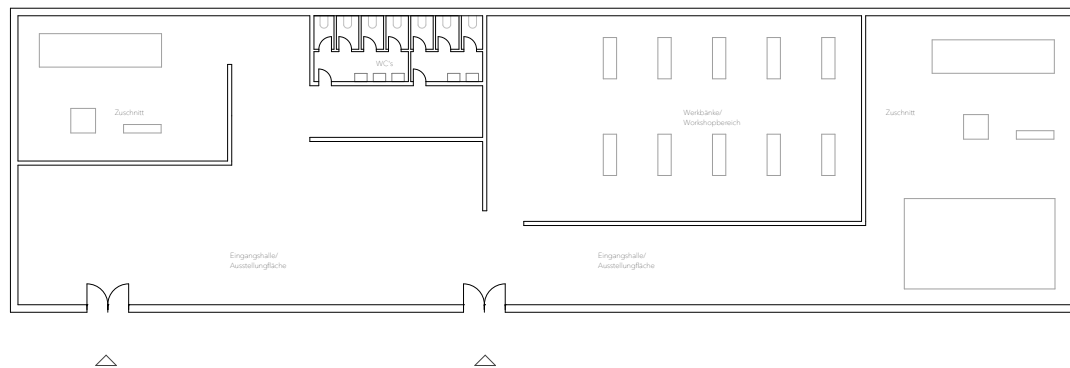 WC's
Zuschnitt
Werkbänke/
Workshopbereich
Zuschnitt
Eingangshalle/
Ausstellungfläche
Eingangshalle/
Ausstellungfläche